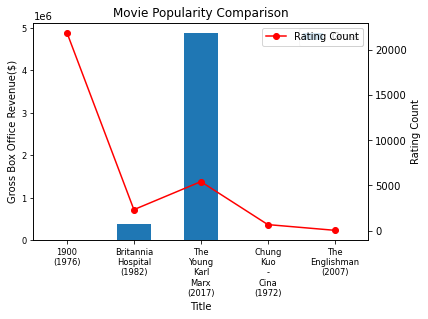 Movie Popularity Comparison
1e6
Rating Count
5
4
3
2
1
0
Gross Box Office Revenue($)
20000
15000
10000
5000
0
Rating Count
1900
(1976)
Britannia
Hospital
(1982)
The
Young
Karl
Marx
(2017)
Chung
Kuo
-
Cina
(1972)
The
Englishman
(2007)
Title